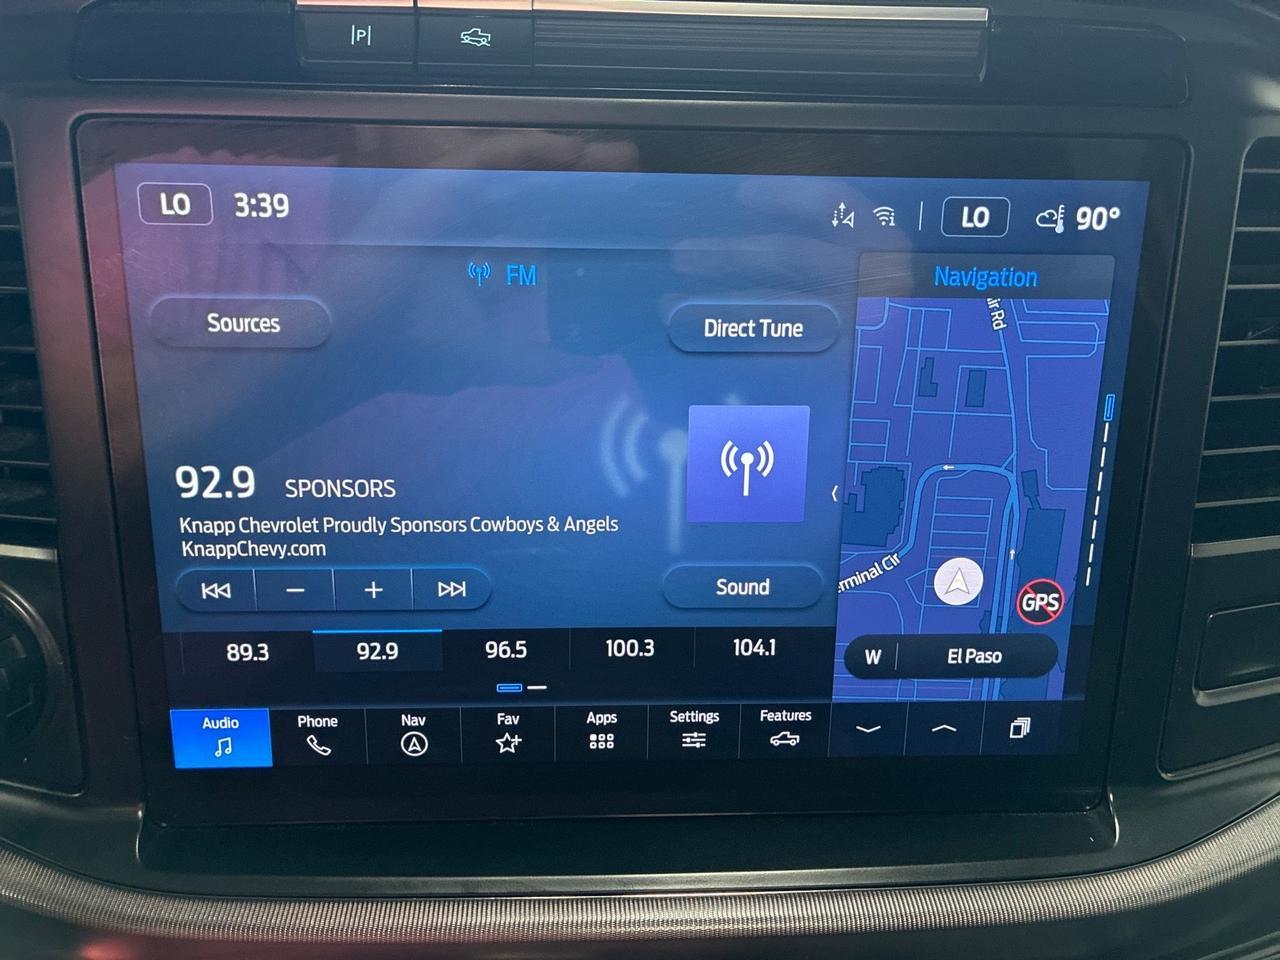 |P|
LO
3:39
LO
90°
FM
Navigation
Sources
Direct Tune
92.9
SPONSORS
Knapp Chevrolet Proudly Sponsors Cowboys & Angels
KnappChevy.com
Sound
GPS
W
El Paso
89.3
92.9
96.5
100.3
104.1
Audio
Phone
Nav
Fav
Apps
Settings
Features